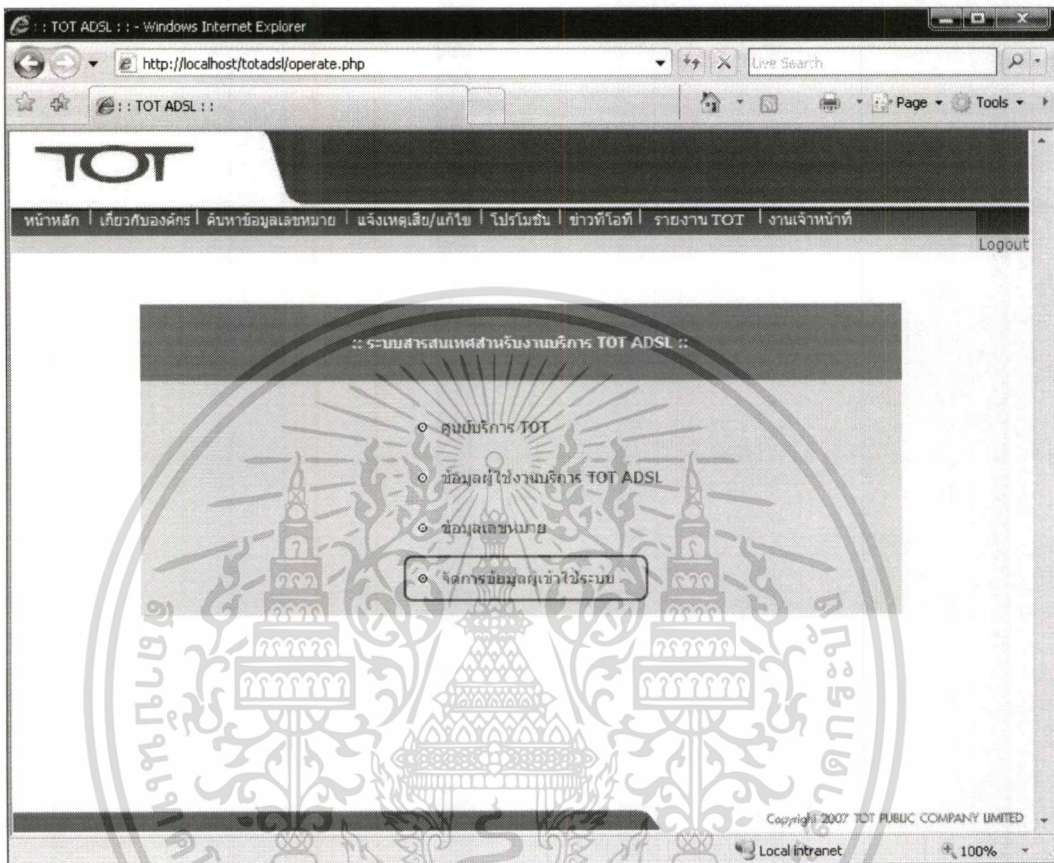 : : TOT ADSL : : - Windows Internet Explorer
http://localhost/totadsl/operate.php
Live Search
: : TOT ADSL : :
Page
Tools
TOT
หน้าหลัก | เกี่ยวกับองค์กร | ค้นหาข้อมูลเลขหมาย | แจ้งเหตุเสีย/แก้ไข | โปรโมชั่น | ข่าวทีโอที | รายงาน TOT | งานเจ้าหน้าที่
Logout
:: ระบบสารสนเทศสำหรับงานบริการ TOT ADSL ::
ศูนย์บริการ TOT
ข้อมูลผู้ใช้งานบริการ TOT ADSL
ข้อมูลเลขหมาย
จัดการข้อมูลผู้เข้าใช้ระบบ
Copyright 2007 TOT PUBLIC COMPANY LIMITED
Local intranet
100%